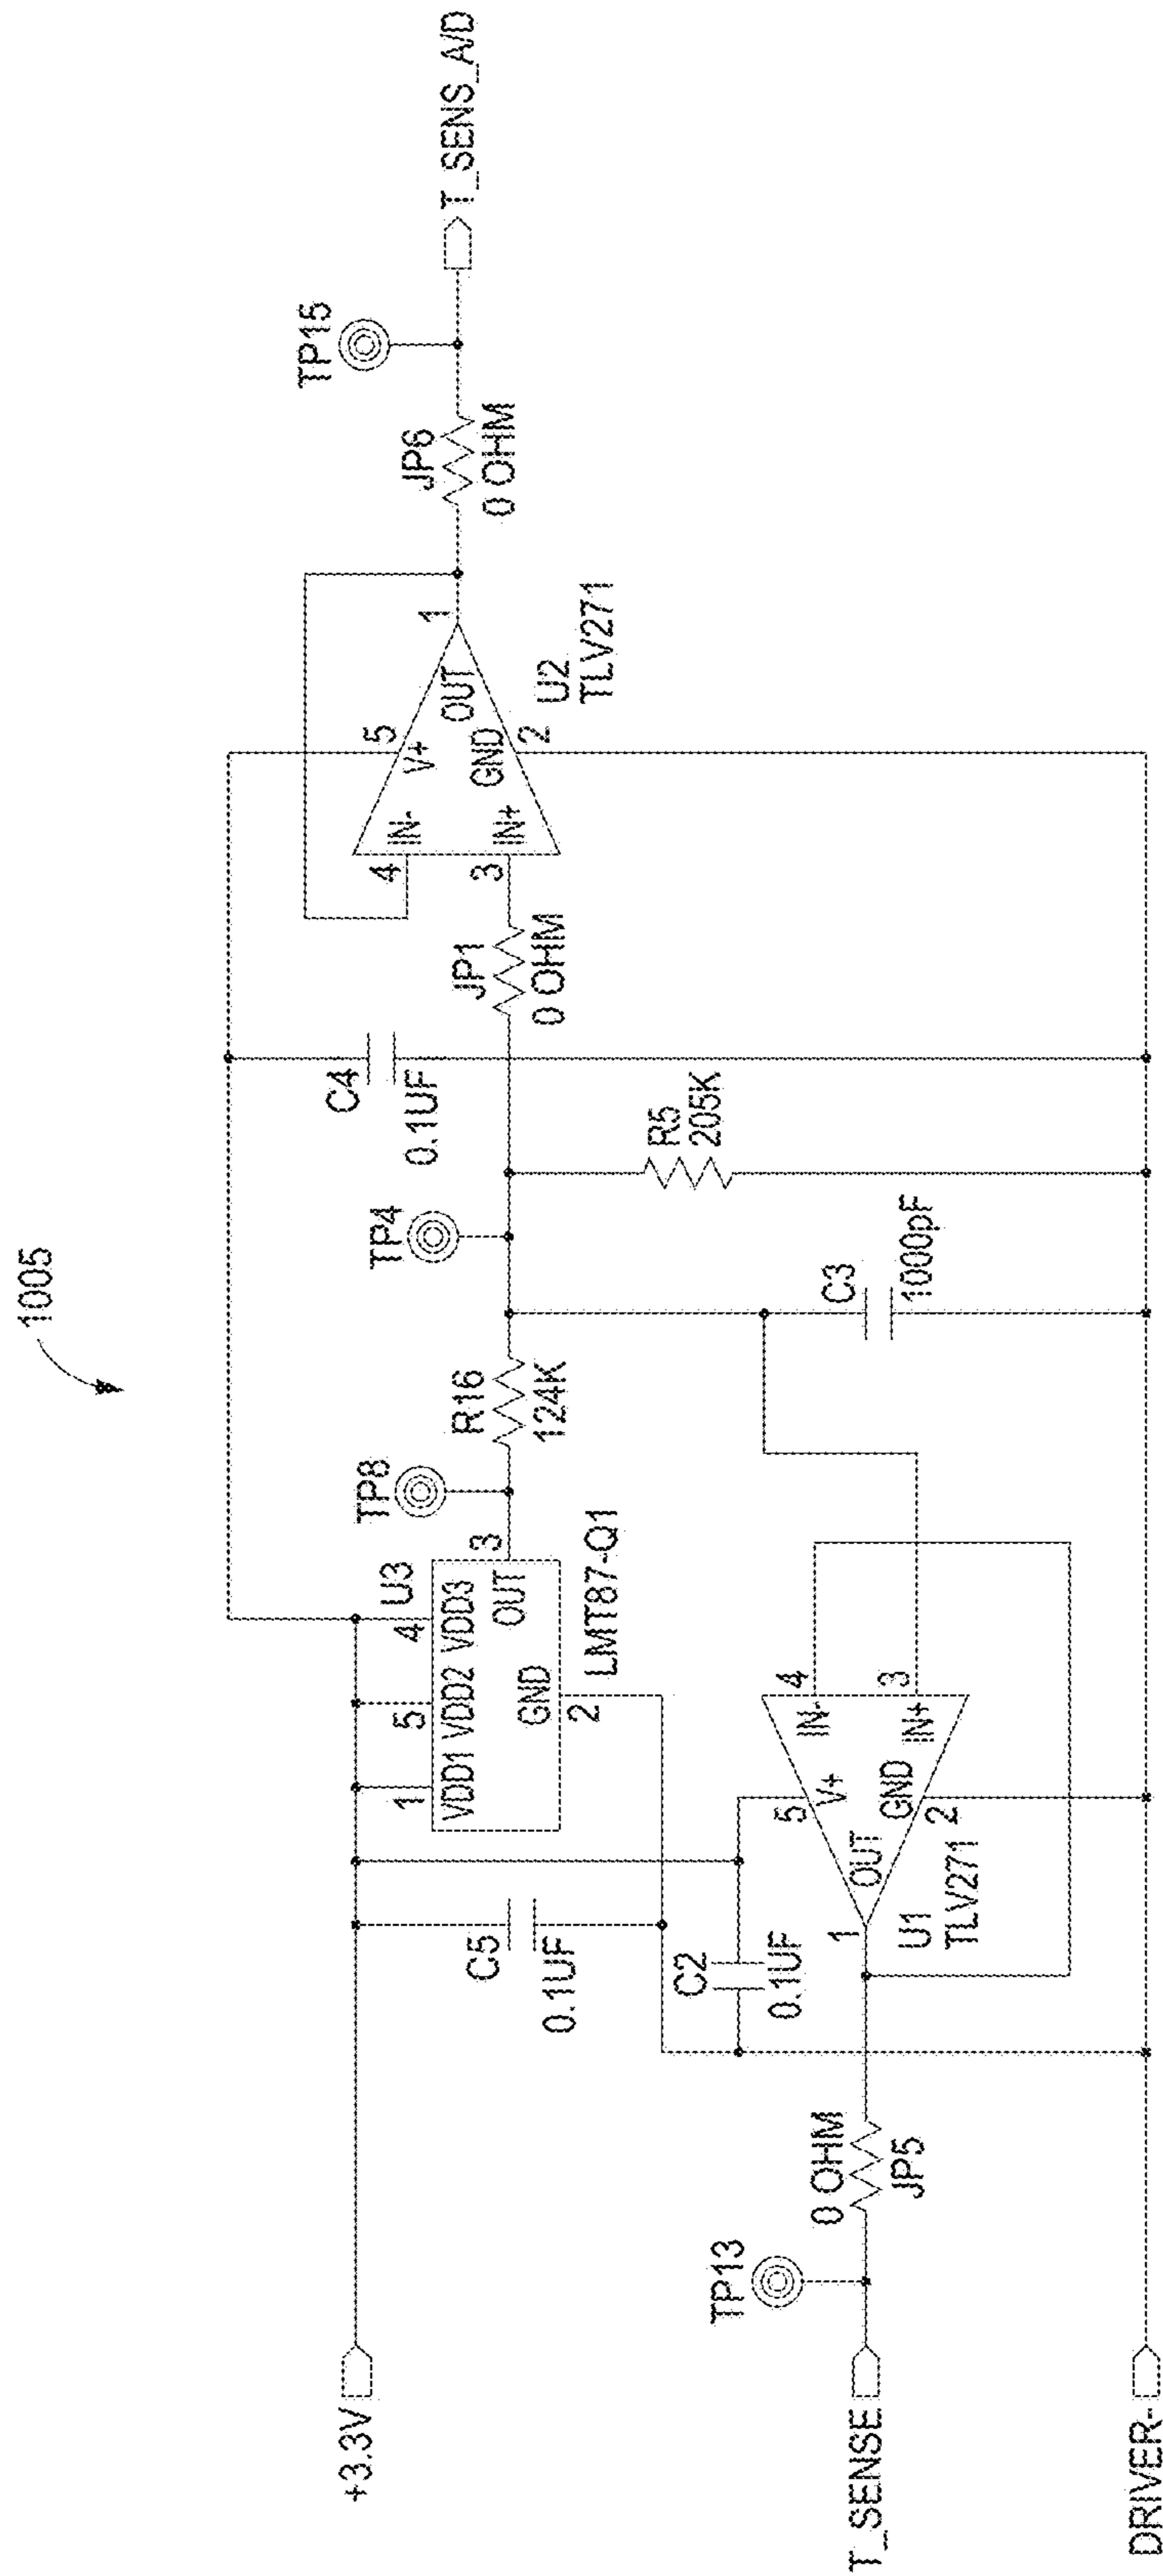 1005
+3.3V
T_SENSE
DRIVER-
TP13
0 OHM
JP5
C5
0.1UF
C2
0.1UF
1
OUT
5
V+
GND
2
4
IN-
3
IN+
U1
TLV271
U3
1
5
4
VDD1 VDD2 VDD3
OUT
3
GND
2
LMT87-Q1
TP8
R16
124K
TP4
C3
1000pF
R5
205K
C4
0.1UF
JP1
0 OHM
4
IN-
3
IN+
5
V+
GND
2
OUT
1
U2
TLV271
JP6
0 OHM
TP15
T_SENS_A/D